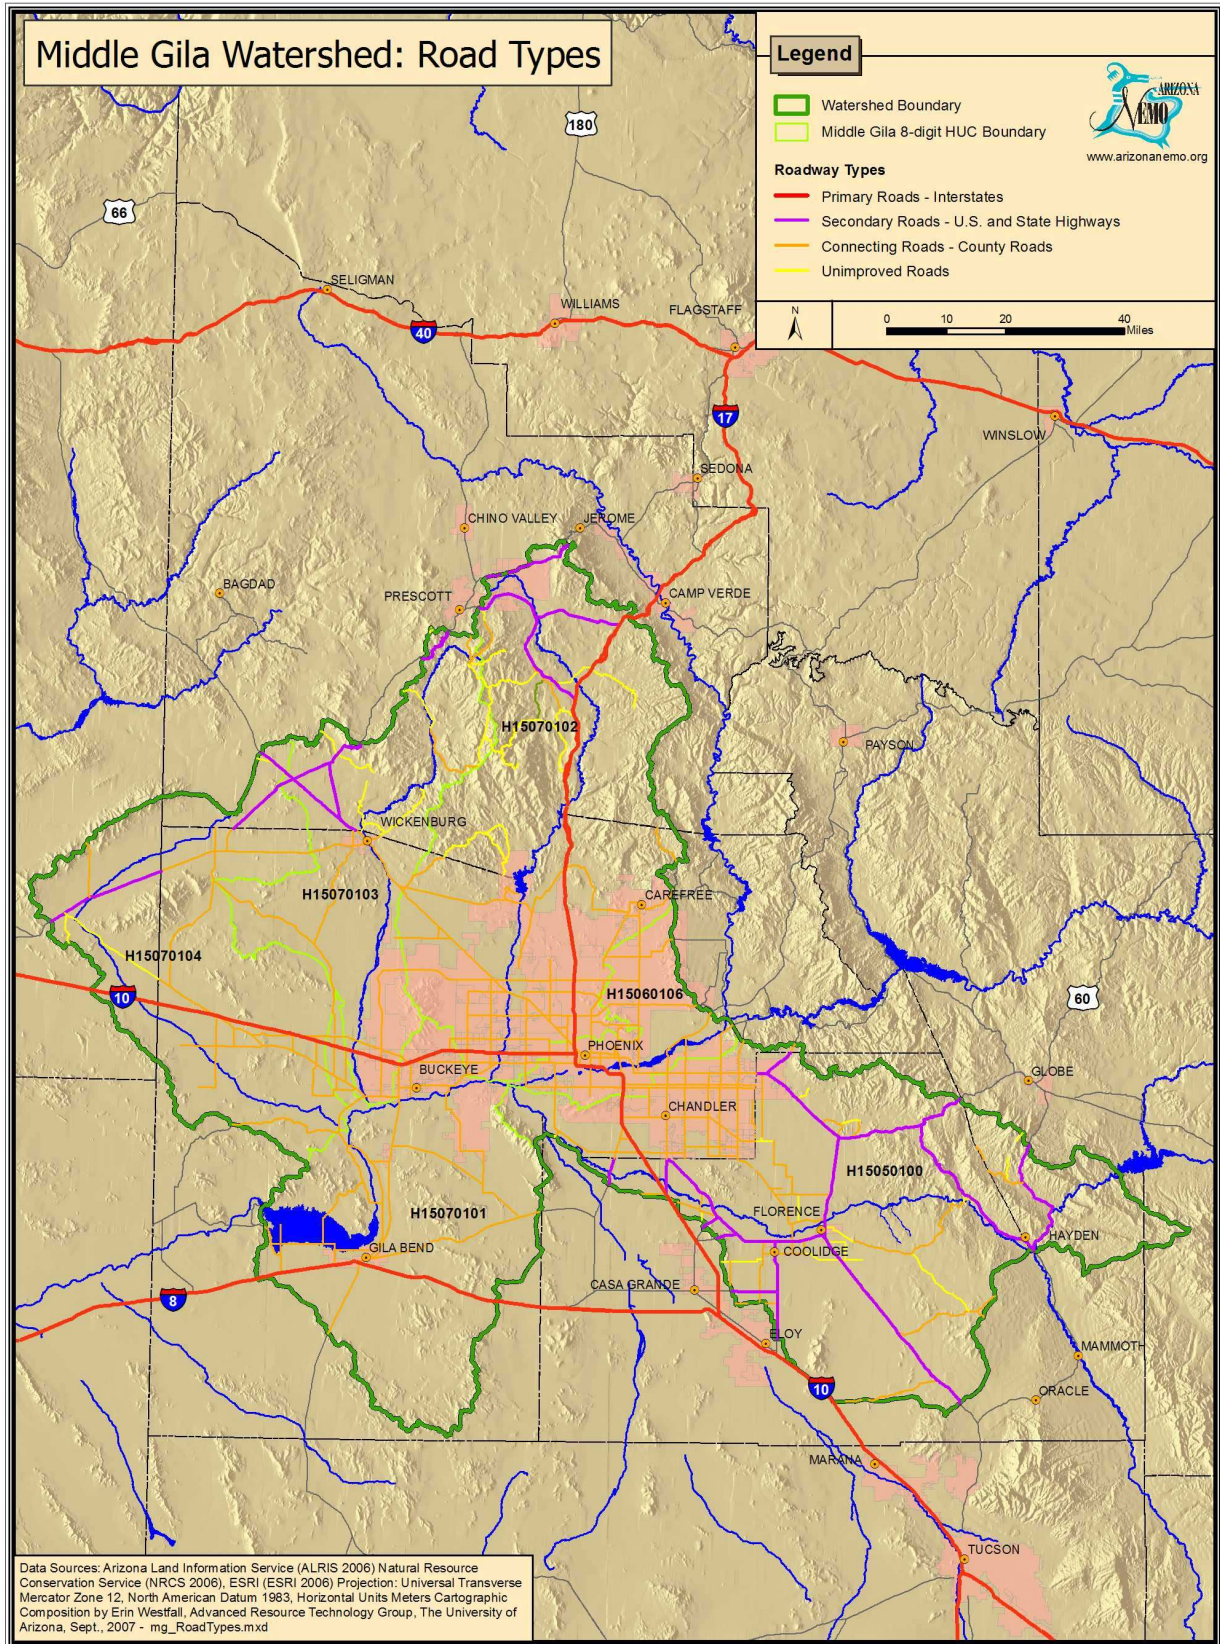 Middle Gila Watershed: Road Types
Legend
Watershed Boundary
Middle Gila 8-digit HUC Boundary
ARIZONA
NEMO
www.arizonanemo.org
Roadway Types
Primary Roads - Interstates
Secondary Roads - U.S. and State Highways
Connecting Roads - County Roads
Unimproved Roads
N
0 10 20 40
Miles
180
66
SELIGMAN
WILLIAMS
FLAGSTAFF
40
17
WINSLOW
SEDONA
CHINO VALLEY
JEROME
BAGDAD
PRESCOTT
CAMP VERDE
H15070102
PAYSON
WICKENBURG
H15070103
CAREFREE
H15070104
10
H15060106
60
PHOENIX
BUCKEYE
GLOBE
CHANDLER
H15050100
H15070101
FLORENCE
HAYDEN
GILA BEND
COOLIDGE
CASA GRANDE
8
ELOY
MAMMOTH
10
ORACLE
MARANA
TUCSON
Data Sources: Arizona Land Information Service (ALRIS 2006) Natural Resource
Conservation Service (NRCS 2006), ESRI (ESRI 2006) Projection: Universal Transverse
Mercator Zone 12, North American Datum 1983, Horizontal Units Meters Cartographic
Composition by Erin Westfall, Advanced Resource Technology Group, The University of
Arizona, Sept., 2007 - mg_RoadTypes.mxd